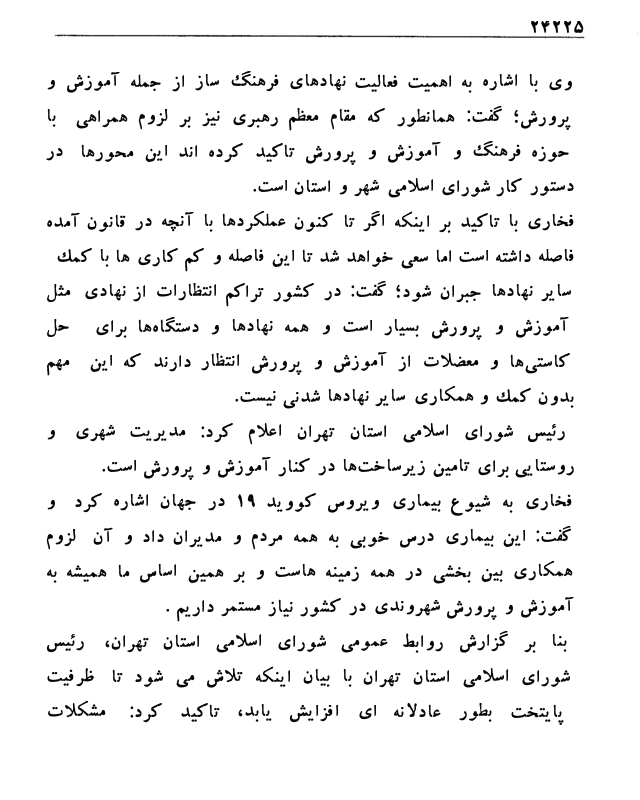 ۲۴۲۲۵
وی با اشاره به اهمیت فعالیت نهادهای فرهنگ ساز از جمله آموزش و
پرورش؛ گفت: همانطور که مقام معظم رهبری نیز بر لزوم همراهی با
حوزه فرهنگ و آموزش و پرورش تاکید کرده اند این محورها در
دستور کار شورای اسلامی شهر و استان است.
فخاری با تاکید بر اینکه اگر تا کنون عملکردها با آنچه در قانون آمده
فاصله داشته است اما سعی خواهد شد تا این فاصله و کم کاری ها با کمک
سایر نهادها جبران شود؛ گفت: در کشور تراکم انتظارات از نهادی مثل
آموزش و پرورش بسیار است و همه نهادها و دستگاه‌ها برای حل
کاستی‌ها و معضلات از آموزش و پرورش انتظار دارند که این مهم
بدون کمک و همکاری سایر نهادها شدنی نیست.
رئیس شورای اسلامی استان تهران اعلام کرد: مدیریت شهری و
روستایی برای تامین زیرساخت‌ها در کنار آموزش و پرورش است.
فخاری به شیوع بیماری ویروس کووید ۱۹ در جهان اشاره کرد و
گفت: این بیماری درس خوبی به همه مردم و مدیران داد و آن لزوم
همکاری بین بخشی در همه زمینه هاست و بر همین اساس ما همیشه به
آموزش و پرورش شهروندی در کشور نیاز مستمر داریم .
بنا بر گزارش روابط عمومی شورای اسلامی استان تهران، رئیس
شورای اسلامی استان تهران با بیان اینکه تلاش می شود تا ظرفیت
پایتخت بطور عادلانه ای افزایش یابد، تاکید کرد: مشکلات